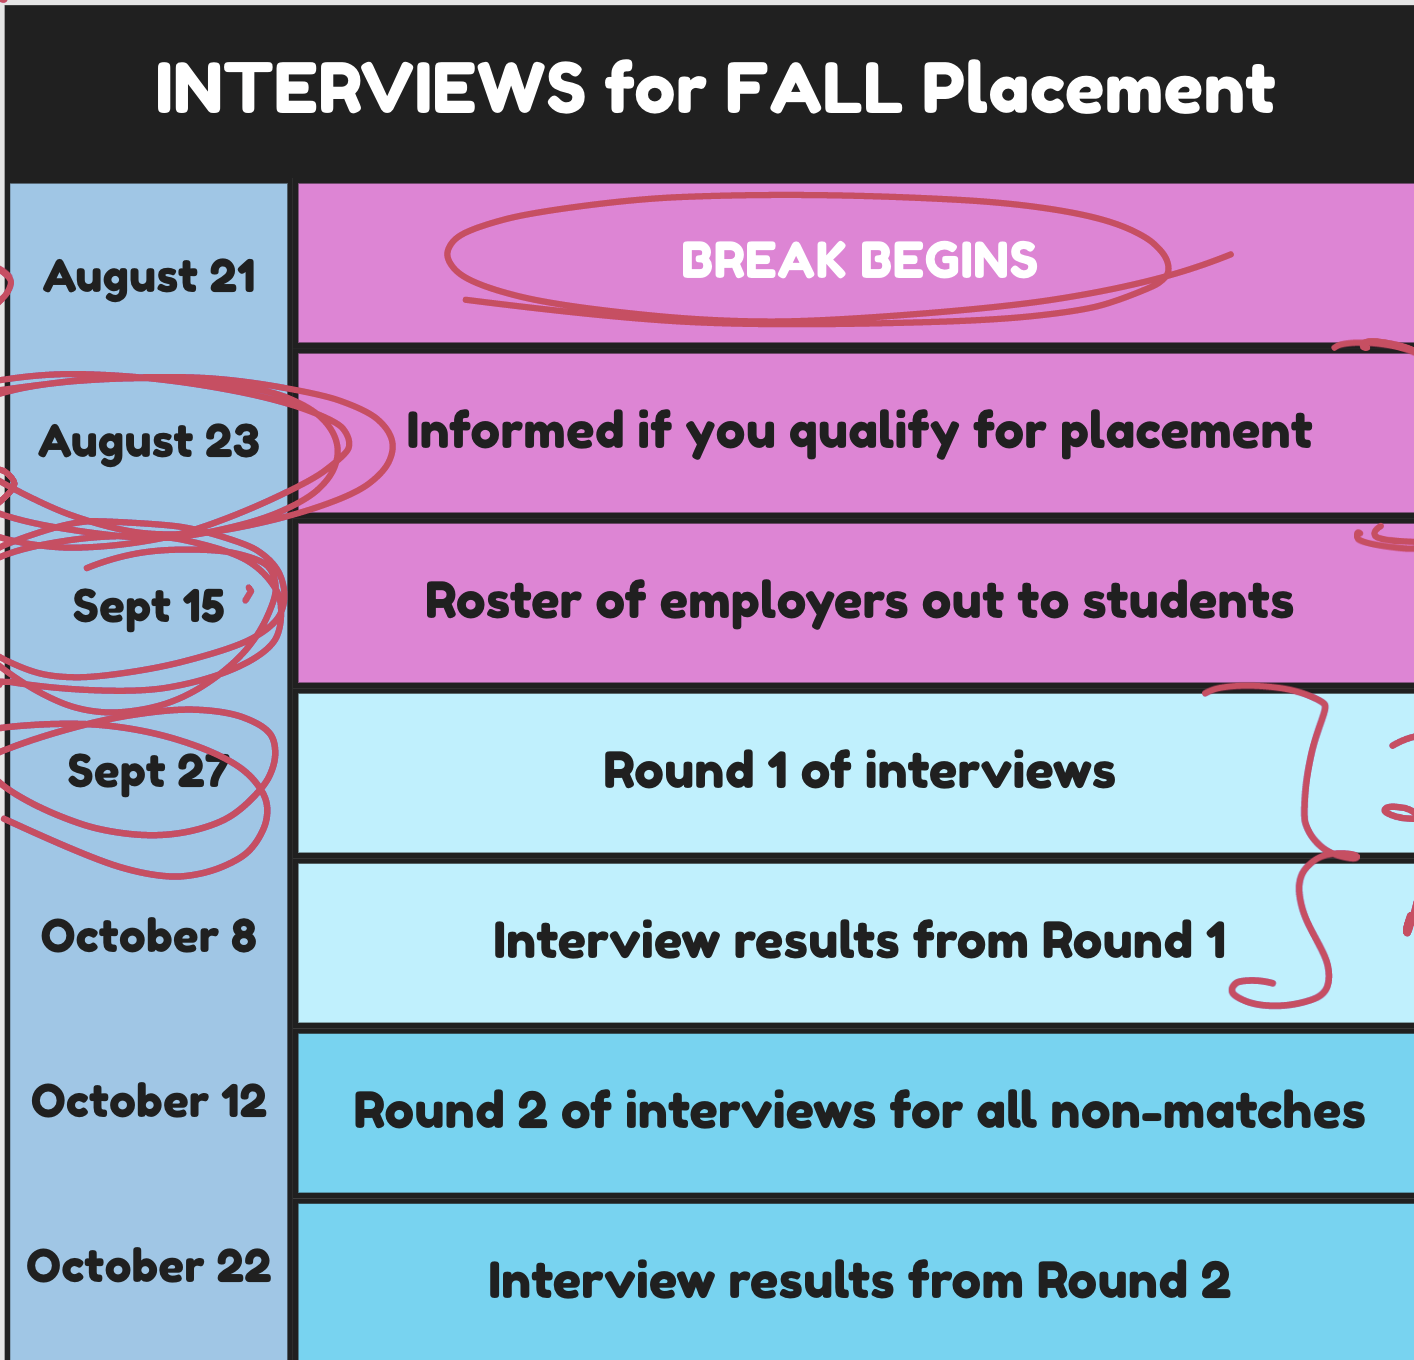 INTERVIEWS for FALL Placement
August 21 BREAK BEGINS
August 23 Informed if you qualify for placement
Sept 15 Roster of employers out to students
Sept 27 Round 1 of interviews
October 8 Interview results from Round 1
October 12 Round 2 of interviews for all non-matches
October 22 Interview results from Round 2